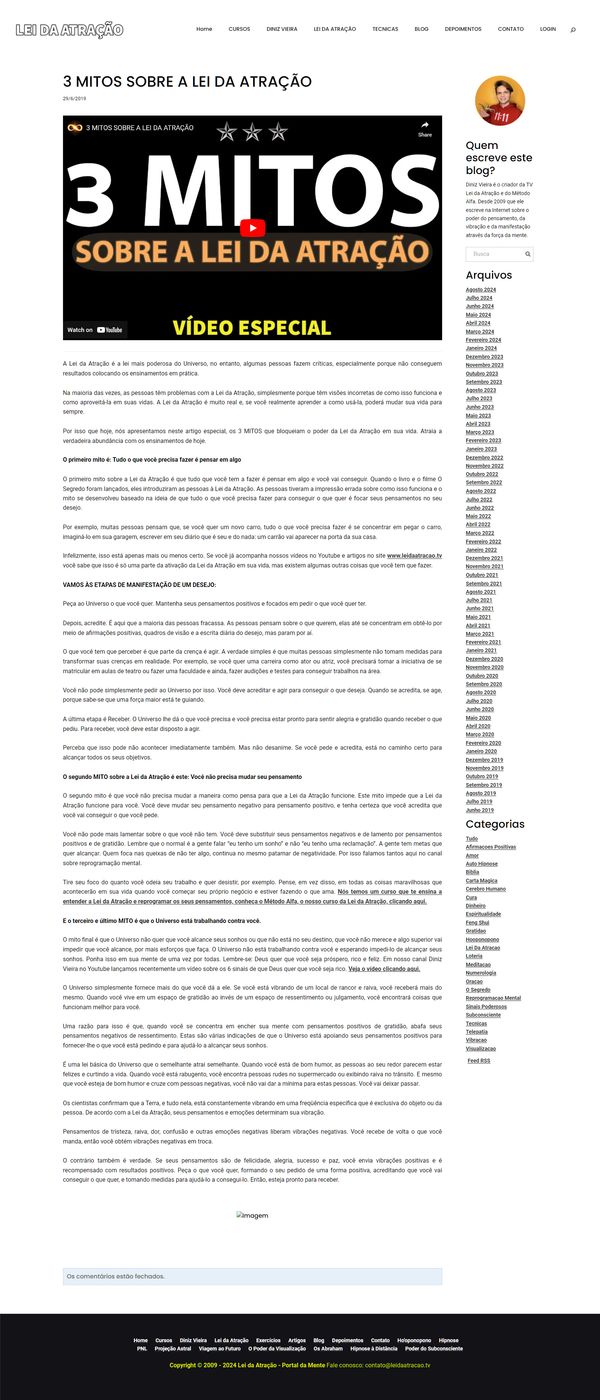 LEI DA ATRAÇÃO
Home CURSOS DINIZ VIEIRA LEI DA ATRAÇÃO TECNICAS BLOG DEPOIMENTOS CONTATO LOGIN
3 MITOS SOBRE A LEI DA ATRAÇÃO
29/6/2019
3 MITOS SOBRE A LEI DA ATRAÇÃO
Share
3 MITOS
SOBRE A LEI DA ATRAÇÃO
VÍDEO ESPECIAL
Watch on YouTube
A Lei da Atração é a lei mais poderosa do Universo, no entanto, algumas pessoas fazem críticas, especialmente porque não conseguem
resultados colocando os ensinamentos em prática.
Na maioria das vezes, as pessoas têm problemas com a Lei da Atração, simplesmente porque têm visões incorretas de como isso funciona e
como aproveitá-la em suas vidas. A Lei da Atração é muito real e, se você realmente aprender a como usá-la, poderá mudar sua vida para
sempre.
Por isso que hoje, nós apresentamos neste artigo especial, os 3 MITOS que bloqueiam o poder da Lei da Atração em sua vida. Atraia a
verdadeira abundância com os ensinamentos de hoje.
O primeiro mito é: Tudo o que você precisa fazer é pensar em algo
O primeiro mito sobre a Lei da Atração é que tudo que você tem a fazer é pensar em algo e você vai conseguir. Quando o livro e o filme O
Segredo foram lançados, eles introduziram as pessoas à Lei da Atração. As pessoas tiveram a impressão errada sobre como isso funciona e o
mito se desenvolveu baseado na ideia de que tudo o que você precisa fazer para conseguir o que quer é focar seus pensamentos no seu
desejo.
Por exemplo, muitas pessoas pensam que, se você quer um novo carro, tudo o que você precisa fazer é se concentrar em pegar o carro,
imaginá-lo em sua garagem, escrever em seu diário que é seu e do nada: um carrão vai aparecer na porta da sua casa.
Infelizmente, isso está apenas mais ou menos certo. Se você já acompanha nossos vídeos no Youtube e artigos no site www.leidaatracao.tv
você sabe que isso é só uma parte da ativação da Lei da Atração em sua vida, mas existem algumas outras coisas que você tem que fazer.
VAMOS ÀS ETAPAS DE MANIFESTAÇÃO DE UM DESEJO:
Peça ao Universo o que você quer. Mantenha seus pensamentos positivos e focados em pedir o que você quer ter.
Depois, acredite. É aqui que a maioria das pessoas fracassa. As pessoas pensam sobre o que querem, elas até se concentram em obtê-lo por
meio de afirmações positivas, quadros de visão e a escrita diária do desejo, mas param por aí.
O que você tem que perceber é que parte da crença é agir. A verdade simples é que muitas pessoas simplesmente não tomam medidas para
transformar suas crenças em realidade. Por exemplo, se você quer uma carreira como ator ou atriz, você precisará tomar a iniciativa de se
matricular em aulas de teatro ou fazer uma faculdade e ainda, fazer audições e testes para conseguir trabalhos na área.
Você não pode simplesmente pedir ao Universo por isso. Você deve acreditar e agir para conseguir o que deseja. Quando se acredita, se age,
porque sabe-se que uma força maior está te guiando.
A última etapa é Receber. O Universo lhe dá o que você precisa e você precisa estar pronto para sentir alegria e gratidão quando receber o que
pediu. Para receber, você deve estar disposto a agir.
Perceba que isso pode não acontecer imediatamente também. Mas não desanime. Se você pede e acredita, está no caminho certo para
alcançar todos os seus objetivos.
O segundo MITO sobre a Lei da Atração é este: Você não precisa mudar seu pensamento
O segundo mito é que você não precisa mudar a maneira como pensa para que a Lei da Atração funcione. Este mito impede que a Lei da
Atração funcione para você. Você deve mudar seu pensamento negativo para pensamento positivo, e tenha certeza que você acredita que
você vai conseguir o que você pede.
Você não pode mais lamentar sobre o que você não tem. Você deve substituir seus pensamentos negativos e de lamento por pensamentos
positivos e de gratidão. Lembre que o normal é a gente falar "eu tenho um sonho" e não "eu tenho uma reclamação". A gente tem metas que
quer alcançar. Quem foca nas queixas de não ter algo, continua no mesmo patamar de negatividade. Por isso falamos tantos aqui no canal
sobre reprogramação mental.
Tire seu foco do quanto você odeia seu trabalho e quer desistir, por exemplo. Pense, em vez disso, em todas as coisas maravilhosas que
acontecerão em sua vida quando você começar seu próprio negócio e estiver fazendo o que ama. Nós temos um curso que te ensina a
entender a Lei da Atração e reprogramar os seus pensamentos, conheça o Método Alfa, o nosso curso da Lei da Atração, clicando aqui.
E o terceiro e último MITO é que o Universo está trabalhando contra você.
O mito final é que o Universo não quer que você alcance seus sonhos ou que não está no seu destino, que você não merece e algo superior vai
impedir que você alcance, por mais esforços que faça. O Universo não está trabalhando contra você e esperando impedi-lo de alcançar seus
sonhos. Ponha isso em sua mente de uma vez por todas. Lembre-se: Deus quer que você seja próspero, rico e feliz. Em nosso canal Diniz
Vieira no Youtube lançamos recentemente um vídeo sobre os 6 sinais de que Deus quer que você seja rico. Veja o vídeo clicando aqui.
O Universo simplesmente fornece mais do que você dá a ele. Se você está vibrando de um local de rancor e raiva, você receberá mais do
mesmo. Quando você vive em um espaço de gratidão ao invés de um espaço de ressentimento ou julgamento, você encontrará coisas que
funcionam melhor para você.
Uma razão para isso é que, quando você se concentra em encher sua mente com pensamentos positivos de gratidão, abafa seus
pensamentos negativos de ressentimento. Estas são várias indicações de que o Universo está apoiando seus pensamentos positivos para
fornecer-lhe o que você está pedindo e para ajudá-lo a alcançar seus sonhos.
É uma lei básica do Universo que o semelhante atrai semelhante. Quando você está de bom humor, as pessoas ao seu redor parecem estar
felizes e curtindo a vida. Quando você está rabugento, você encontra pessoas rudes no supermercado ou exibindo raiva no trânsito. E mesmo
que você esteja de bom humor e cruze com pessoas negativas, você não vai dar a mínima para estas pessoas. Você vai deixar passar.
Os cientistas confirmam que a Terra, e tudo nela, está constantemente vibrando em uma freqüência específica que é exclusiva do objeto ou da
pessoa. De acordo com a Lei da Atração, seus pensamentos e emoções determinam sua vibração.
Pensamentos de tristeza, raiva, dor, confusão e outras emoções negativas liberam vibrações negativas. Você recebe de volta o que você
manda; então você obtém vibrações negativas em troca.
O contrário também é verdade. Se seus pensamentos são de felicidade, alegria, sucesso e paz, você envia vibrações positivas e é
recompensado com resultados positivos. Peça o que você quer, formando o seu pedido de uma forma positiva, acreditando que você vai
conseguir o que quer, e tomando medidas para ajudá-lo a consegui-lo. Então, esteja pronto para receber.
Imagem
Os comentários estão fechados.
11:11
Quem
escreve este
blog?
Diniz Vieira é o criador da TV
Lei da Atração e do Método
Alfa. Desde 2009 que ele
escreve na Internet sobre o
poder do pensamento, da
vibração e da manifestação
através da força da mente.
Busca
Arquivos
Agosto 2024
Julho 2024
Junho 2024
Maio 2024
Abril 2024
Março 2024
Fevereiro 2024
Janeiro 2024
Dezembro 2023
Novembro 2023
Outubro 2023
Setembro 2023
Agosto 2023
Julho 2023
Junho 2023
Maio 2023
Abril 2023
Março 2023
Fevereiro 2023
Janeiro 2023
Dezembro 2022
Novembro 2022
Outubro 2022
Setembro 2022
Agosto 2022
Julho 2022
Junho 2022
Maio 2022
Abril 2022
Março 2022
Fevereiro 2022
Janeiro 2022
Dezembro 2021
Novembro 2021
Outubro 2021
Setembro 2021
Agosto 2021
Julho 2021
Junho 2021
Maio 2021
Abril 2021
Março 2021
Fevereiro 2021
Janeiro 2021
Dezembro 2020
Novembro 2020
Outubro 2020
Setembro 2020
Agosto 2020
Julho 2020
Junho 2020
Maio 2020
Abril 2020
Março 2020
Fevereiro 2020
Janeiro 2020
Dezembro 2019
Novembro 2019
Outubro 2019
Setembro 2019
Agosto 2019
Julho 2019
Junho 2019
Categorias
Tudo
Afirmacoes Positivas
Amor
Auto Hipnose
Biblia
Carta Magica
Cerebro Humano
Cura
Dinheiro
Espiritualidade
Feng Shui
Gratidao
Hooponopono
Lei Da Atracao
Loteria
Meditacao
Numerologia
Oraçao
O Segredo
Reprogramacao Mental
Sinais Poderosos
Subconsciente
Tecnicas
Telepatia
Vibracao
Visualizacao
Feed RSS
Home Cursos Diniz Vieira Lei da Atração Exercícios Artigos Blog Depoimentos Contato Ho'oponopono Hipnose
PNL Projeção Astral Viagem ao Futuro O Poder da Visualização Os Abraham Hipnose à Distância Poder do Subconsciente
Copyright © 2009 - 2024 Lei da Atração - Portal da Mente Fale conosco: contato@leidaatracao.tv